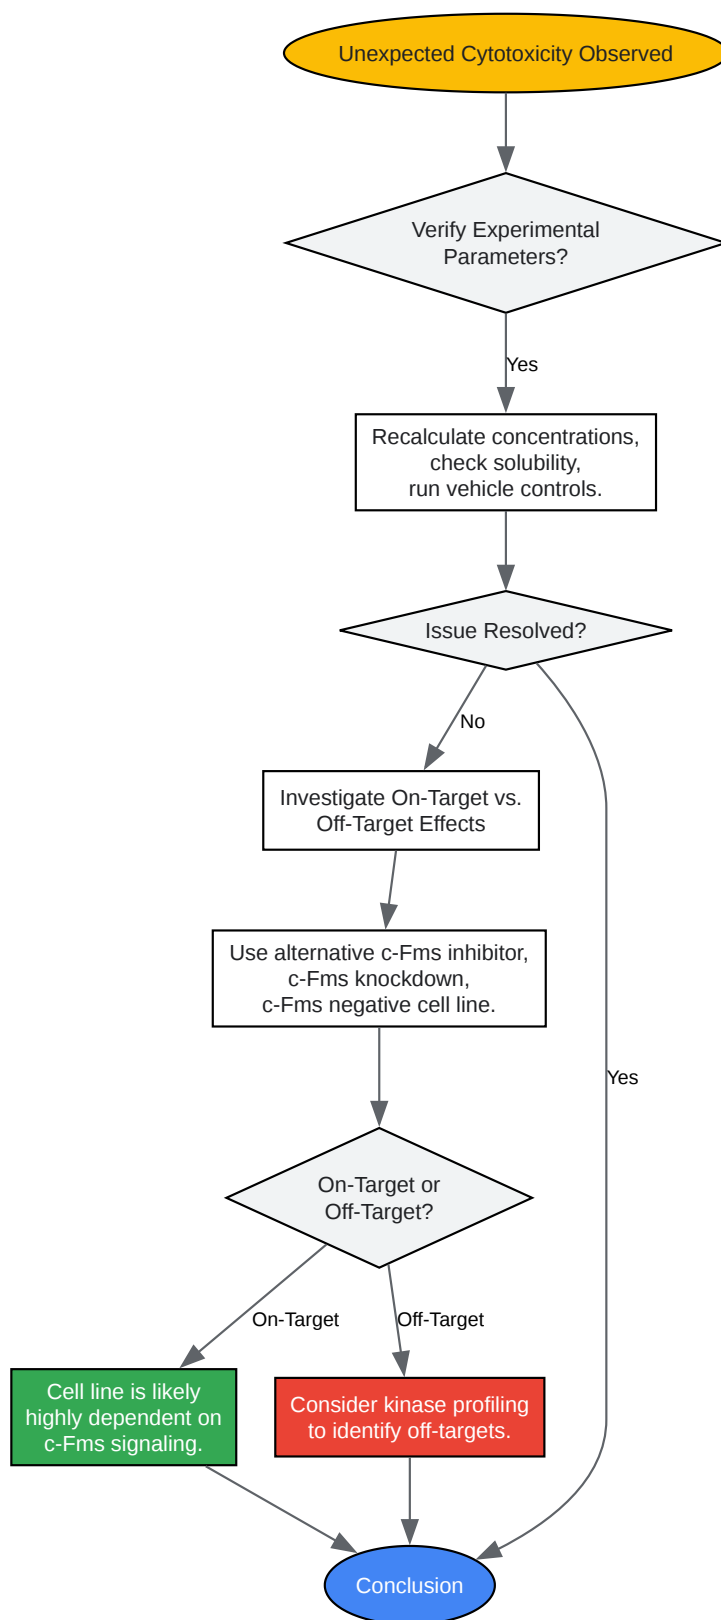 Unexpected Cytotoxicity Observed
Verify Experimental
Parameters?
Yes
Recalculate concentrations,
check solubility,
run vehicle controls.
Issue Resolved?
No
Investigate On-Target vs.
Off-Target Effects
Use alternative c-Fms inhibitor,
c-Fms knockdown,
c-Fms negative cell line.
Yes
On-Target or
Off-Target?
On-Target
Off-Target
Cell line is likely
highly dependent on
c-Fms signaling.
Consider kinase profiling
to identify off-targets.
Conclusion